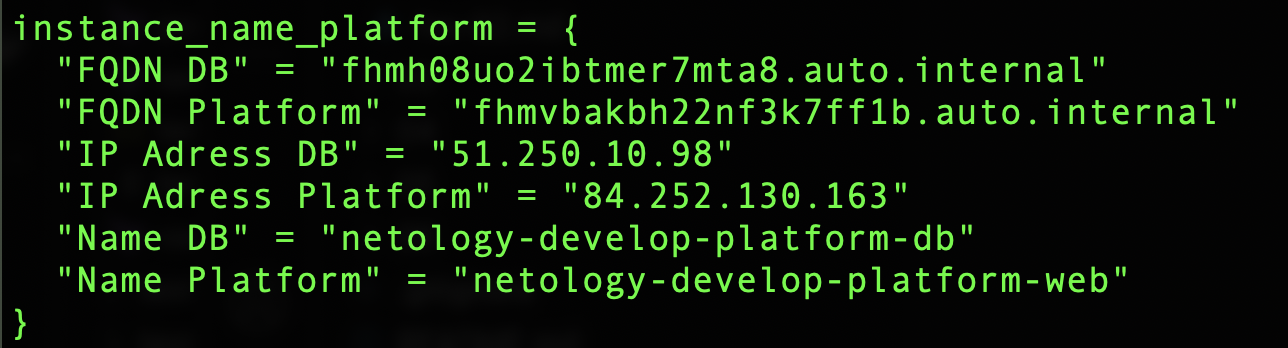 instance_name_platform = {
  "FQDN DB" = "fhmh08uo2ibtmer7mta8.auto.internal"
  "FQDN Platform" = "fhmvbakbh22nf3k7ff1b.auto.internal"
  "IP Adress DB" = "51.250.10.98"
  "IP Adress Platform" = "84.252.130.163"
  "Name DB" = "netology-develop-platform-db"
  "Name Platform" = "netology-develop-platform-web"
}